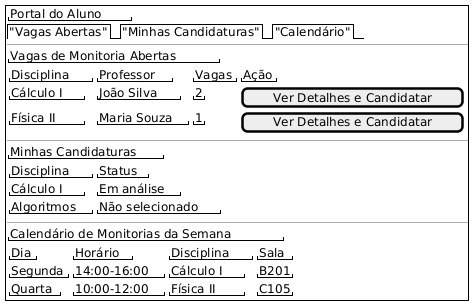 Portal do Aluno
"Vagas Abertas" "Minhas Candidaturas" "Calendário"
Vagas de Monitoria Abertas
Disciplina Professor Vagas Ação
Cálculo I João Silva 2 Ver Detalhes e Candidatar
Física II Maria Souza 1 Ver Detalhes e Candidatar
Minhas Candidaturas
Disciplina Status
Cálculo I Em análise
Algoritmos Não selecionado
Calendário de Monitorias da Semana
Dia Horário Disciplina Sala
Segunda 14:00-16:00 Cálculo I B201
Quarta 10:00-12:00 Física II C105